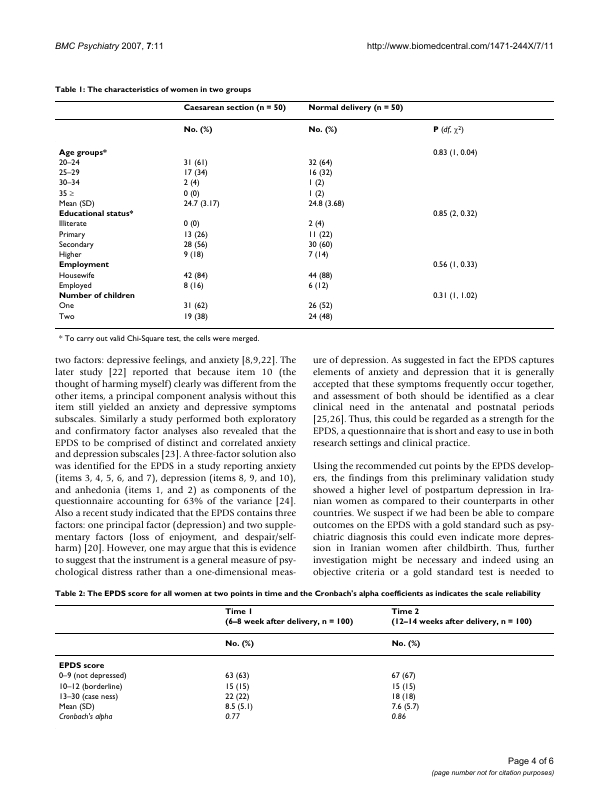 BMC Psychiatry 2007, 7:11 http://www.biomedcentral.com/1471-244X/7/11
Table 1: The characteristics of women in two groups
Caesarean section (n = 50) Normal delivery (n = 50)
No. (%) No. (%) P (df, χ2)
Age groups* 0.83 (1, 0.04)
20–24 31 (61) 32 (64)
25–29 17 (34) 16 (32)
30–34 2 (4) 1 (2)
35 ≥ 0 (0) 1 (2)
Mean (SD) 24.7 (3.17) 24.8 (3.68)
Educational status* 0.85 (2, 0.32)
Illiterate 0 (0) 2 (4)
Primary 13 (26) 11 (22)
Secondary 28 (56) 30 (60)
Higher 9 (18) 7 (14)
Employment 0.56 (1, 0.33)
Housewife 42 (84) 44 (88)
Employed 8 (16) 6 (12)
Number of children 0.31 (1, 1.02)
One 31 (62) 26 (52)
Two 19 (38) 24 (48)
* To carry out valid Chi-Square test, the cells were merged.
two factors: depressive feelings, and anxiety [8,9,22]. The
later study [22] reported that because item 10 (the
thought of harming myself) clearly was different from the
other items, a principal component analysis without this
item still yielded an anxiety and depressive symptoms
subscales. Similarly a study performed both exploratory
and confirmatory factor analyses also revealed that the
EPDS to be comprised of distinct and correlated anxiety
and depression subscales [23]. A three-factor solution also
was identified for the EPDS in a study reporting anxiety
(items 3, 4, 5, 6, and 7), depression (items 8, 9, and 10),
and anhedonia (items 1, and 2) as components of the
questionnaire accounting for 63% of the variance [24].
Also a recent study indicated that the EPDS contains three
factors: one principal factor (depression) and two supple-
mentary factors (loss of enjoyment, and despair/self-
harm) [20]. However, one may argue that this is evidence
to suggest that the instrument is a general measure of psy-
chological distress rather than a one-dimensional meas-
ure of depression. As suggested in fact the EPDS captures
elements of anxiety and depression that it is generally
accepted that these symptoms frequently occur together,
and assessment of both should be identified as a clear
clinical need in the antenatal and postnatal periods
[25,26]. Thus, this could be regarded as a strength for the
EPDS, a questionnaire that is short and easy to use in both
research settings and clinical practice.
Using the recommended cut points by the EPDS develop-
ers, the findings from this preliminary validation study
showed a higher level of postpartum depression in Ira-
nian women as compared to their counterparts in other
countries. We suspect if we had been able to compare
outcomes on the EPDS with a gold standard such as psy-
chiatric diagnosis this could even indicate more depres-
sion in Iranian women after childbirth. Thus, further
investigation might be necessary and indeed using an
objective criteria or a gold standard test is needed to
Table 2: The EPDS score for all women at two points in time and the Cronbach's alpha coefficients as indicates the scale reliability
Time 1 Time 2
(6–8 week after delivery, n = 100) (12–14 weeks after delivery, n = 100)
No. (%) No. (%)
EPDS score
0–9 (not depressed) 63 (63) 67 (67)
10–12 (borderline) 15 (15) 15 (15)
13–30 (case ness) 22 (22) 18 (18)
Mean (SD) 8.5 (5.1) 7.6 (5.7)
Cronbach's alpha 0.77 0.86
Page 4 of 6
(page number not for citation purposes)